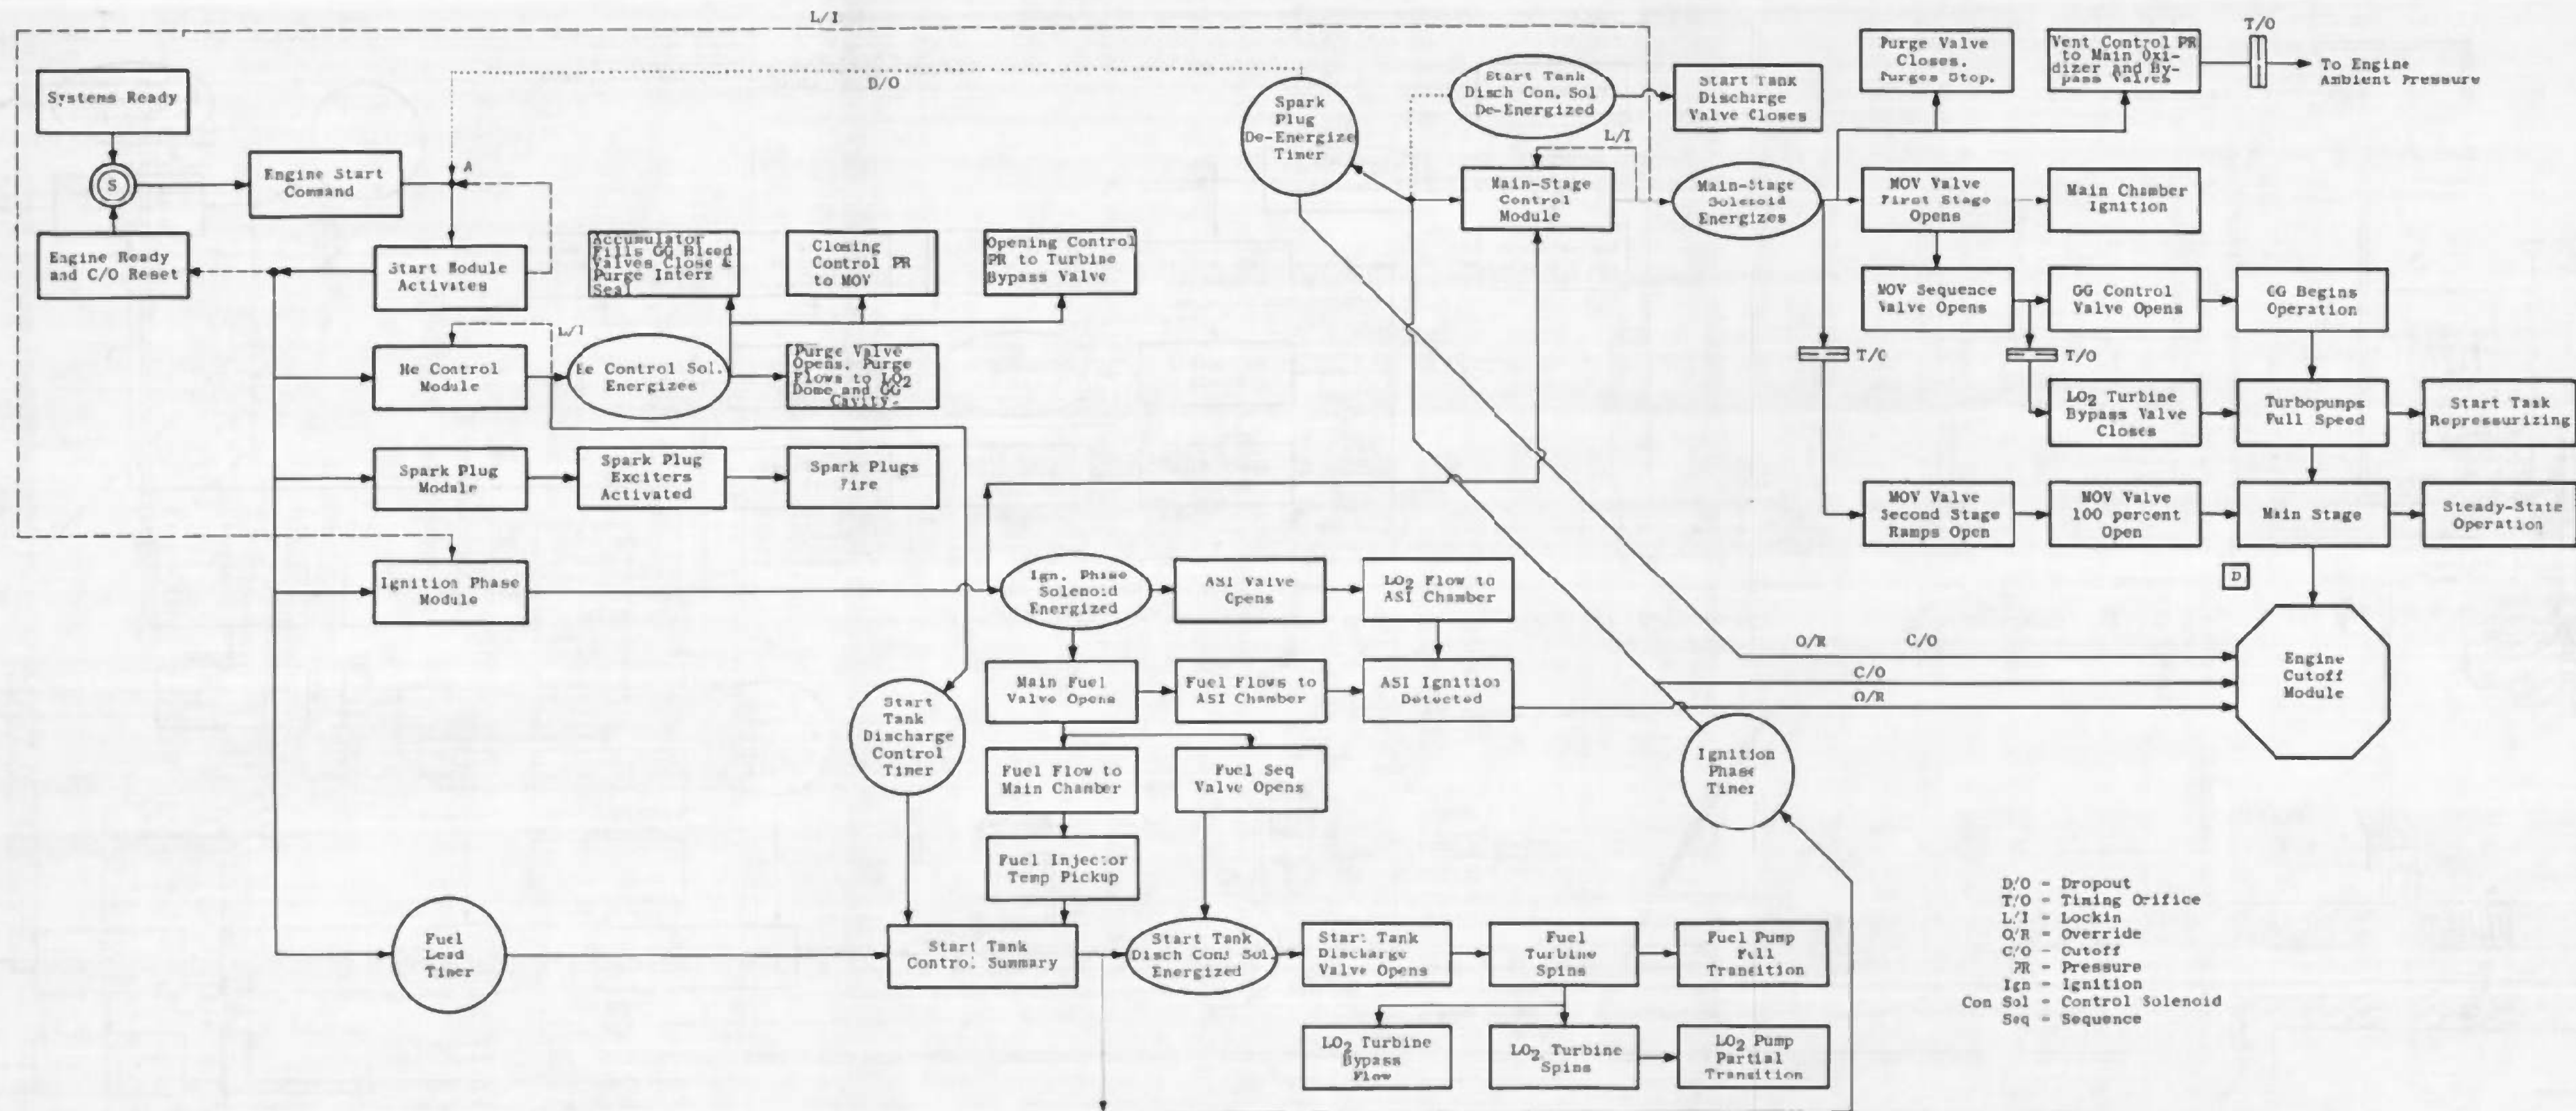 L/I
Systems Ready
S
Engine Start
Command
Engine Ready
and C/O Reset
A
D/O
Start Module
Activates
Accumulator
Fills GG Bleed
Valves Close &
Purge Interr
Seal
Closing
Control PR
to MOV
Opening Control
PR to Turbine
Bypass Valve
L/I
He Control
Module
He Control Sol.
Energizes
Purge Valve
Opens, Purge
Flows to LO2
Dome and GG
Cavity.
Spark Plug
Module
Spark Plug
Exciters
Activated
Spark Plugs
Fire
Ignition Phase
Module
Spark
Plug
De-Energize
Timer
Start Tank
Disch Con. Sol
De-Energized
Start Tank
Discharge
Valve Closes
L/I
Main-Stage
Control
Module
Main-Stage
Solenoid
Energizes
Purge Valve
Closes.
Purges Stop.
Vent Control PR
to Main Oxi-
dizer and By-
pass Valves
T/O
To Engine
Ambient Pressure
MOV Valve
First Stage
Opens
Main Chamber
Ignition
MOV Sequence
Valve Opens
GG Control
Valve Opens
GG Begins
Operation
T/O
T/O
LO2 Turbine
Bypass Valve
Closes
Turbopumps
Full Speed
Start Tank
Repressurizing
MOV Valve
Second Stage
Ramps Open
MOV Valve
100 percent
Open
Main Stage
Steady-State
Operation
D
Ign. Phase
Solenoid
Energized
ASI Valve
Opens
LO2 Flow to
ASI Chamber
Main Fuel
Valve Opens
Fuel Flows to
ASI Chamber
ASI Ignition
Detected
O/R
C/O
C/O
O/R
Engine
Cutoff
Module
Start
Tank
Discharge
Control
Timer
Fuel Flow to
Main Chamber
Fuel Seq
Valve Opens
Ignition
Phase
Timer
Fuel Injector
Temp Pickup
Fuel
Lead
Timer
Start Tank
Control Summary
Start Tank
Disch Con. Sol.
Energized
Start Tank
Discharge
Valve Opens
Fuel
Turbine
Spins
Fuel Pump
Full
Transition
LO2 Turbine
Bypass
Flow
LO2 Turbine
Spins
LO2 Pump
Partial
Transition
D/O = Dropout
T/O = Timing Orifice
L/I = Lockin
O/R = Override
C/O - Cutoff
PR = Pressure
Ign = Ignition
Con Sol = Control Solenoid
Seq = Sequence